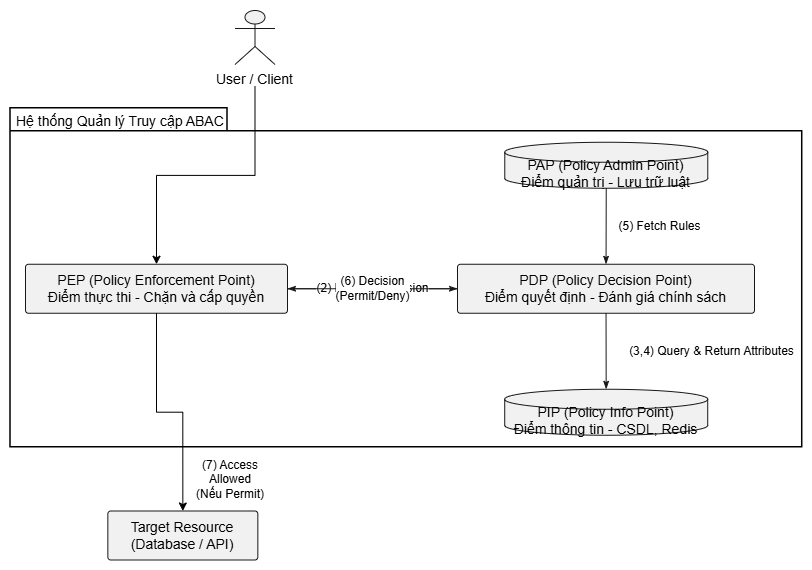 User / Client
Hệ thống Quản lý Truy cập ABAC
PAP (Policy Admin Point)
Điểm quản trị - Lưu trữ luật
(5) Fetch Rules
PEP (Policy Enforcement Point)
Điểm thực thi - Chặn và cấp quyền
(2)
(6) Decision
(Permit/Deny)
PDP (Policy Decision Point)
Điểm quyết định - Đánh giá chính sách
(3,4) Query & Return Attributes
PIP (Policy Info Point)
Điểm thông tin - CSDL, Redis
(7) Access
Allowed
(Nếu Permit)
Target Resource
(Database / API)